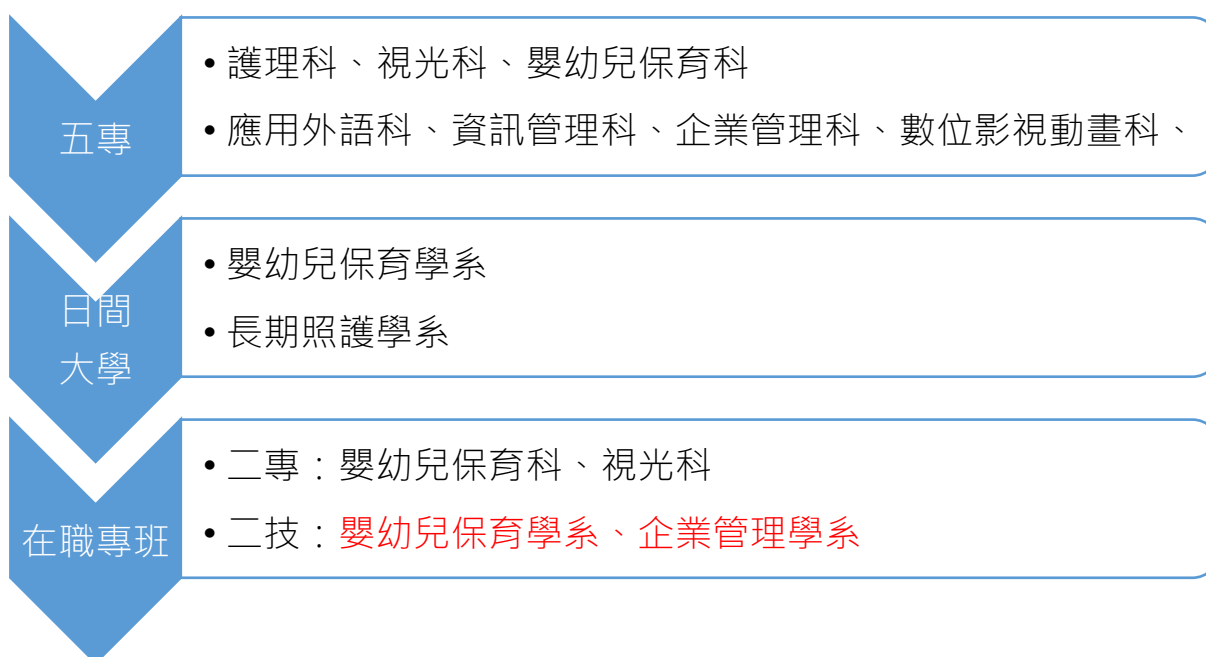 五專
• 護理科、視光科、嬰幼兒保育科
• 應用外語科、資訊管理科、企業管理科、數位影視動畫科、
日間
大學
• 嬰幼兒保育學系
• 長期照護學系
在職專班
• 二專：嬰幼兒保育科、視光科
• 二技：嬰幼兒保育學系、企業管理學系